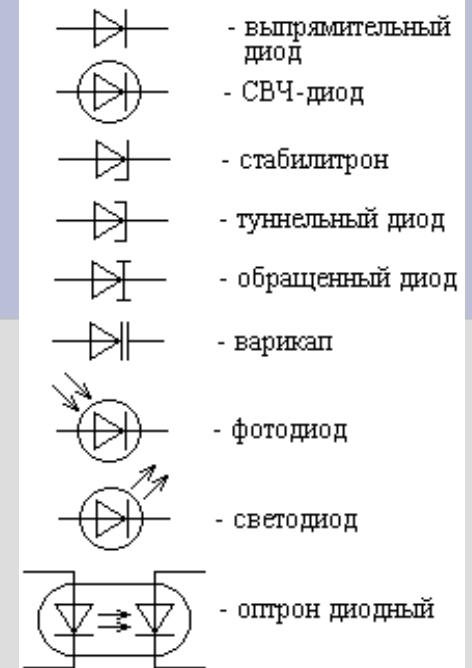 - выпрямительный
диод
- СВЧ-диод
- стабилитрон
- туннельный диод
- обращенный диод
- варикап
- фотодиод
- светодиод
- оптрон диодный